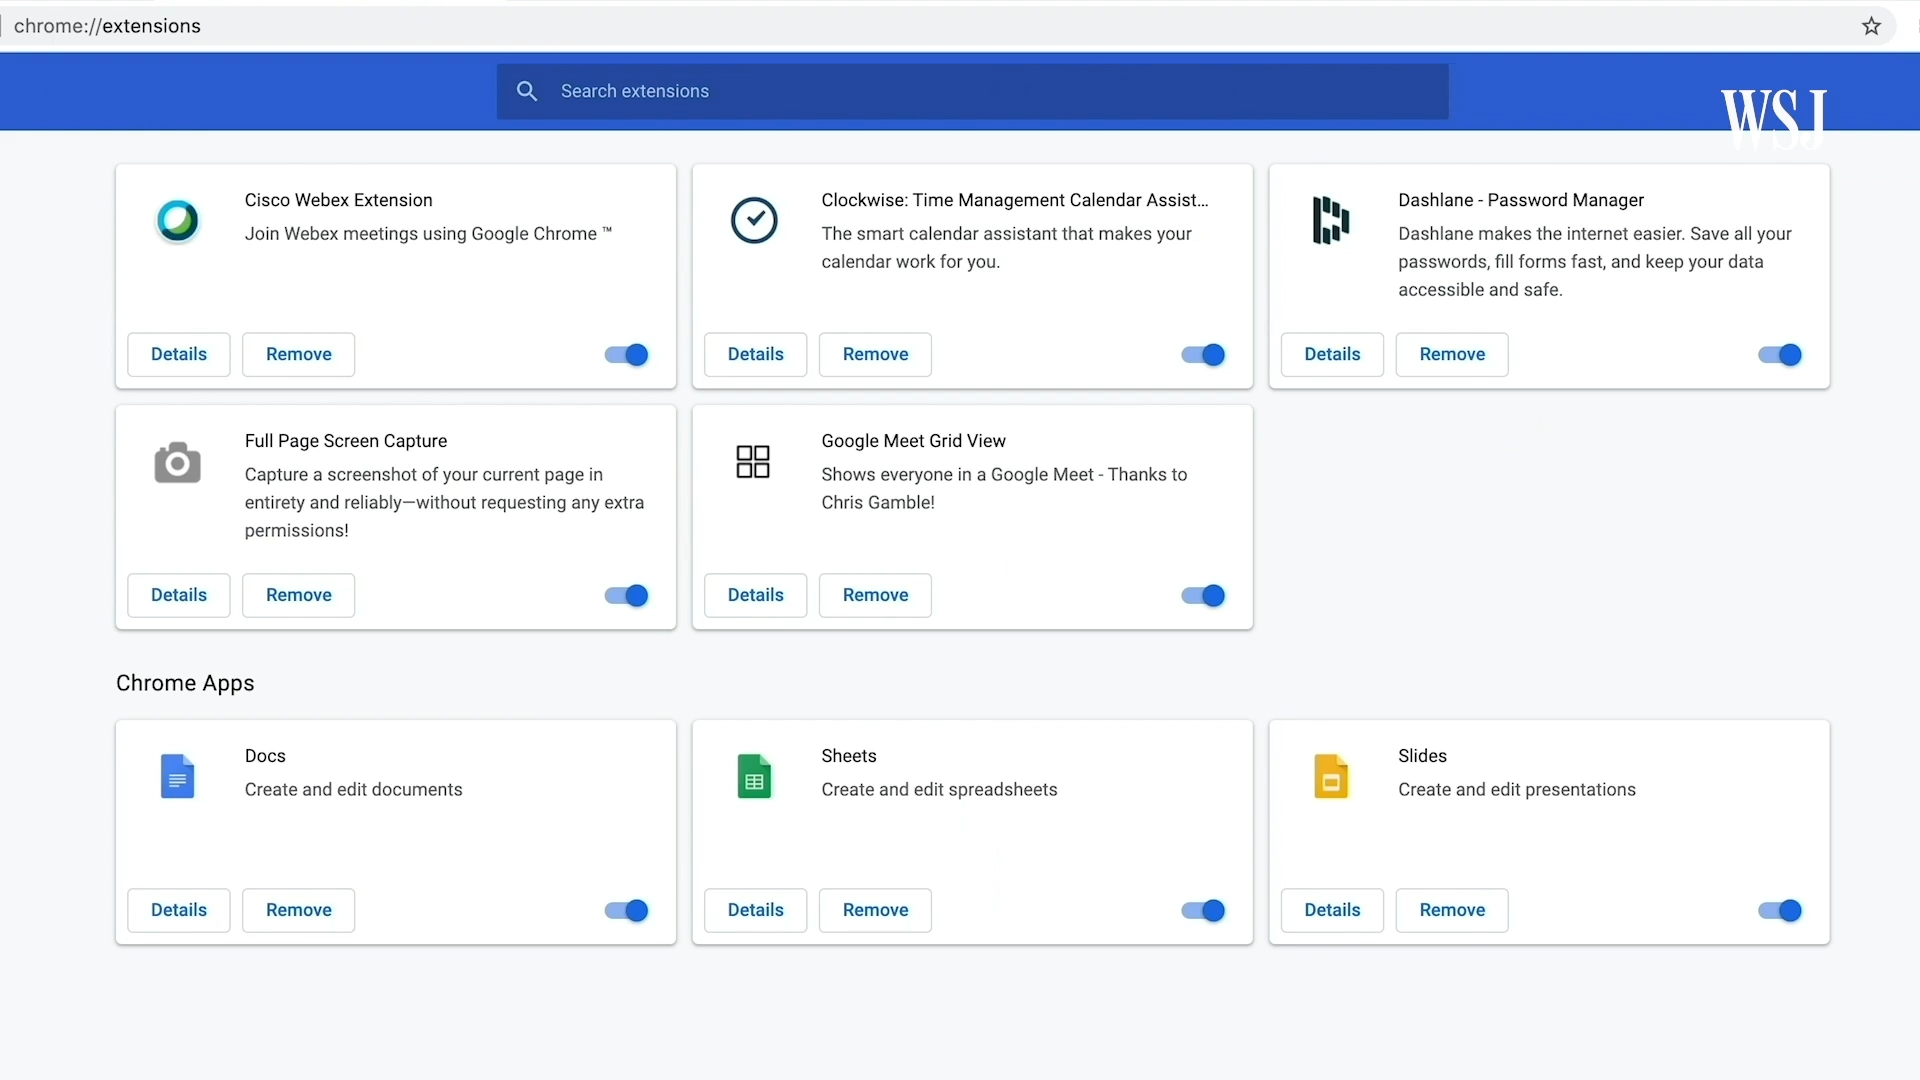 chrome://extensions
Search extensions
WSJ
Cisco Webex Extension
Join Webex meetings using Google Chrome ™
Details
Remove
Clockwise: Time Management Calendar Assist...
The smart calendar assistant that makes your
calendar work for you.
Details
Remove
Dashlane - Password Manager
Dashlane makes the internet easier. Save all your
passwords, fill forms fast, and keep your data
accessible and safe.
Details
Remove
Full Page Screen Capture
Capture a screenshot of your current page in
entirety and reliably—without requesting any extra
permissions!
Details
Remove
Google Meet Grid View
Shows everyone in a Google Meet - Thanks to
Chris Gamble!
Details
Remove
Chrome Apps
Docs
Create and edit documents
Details
Remove
Sheets
Create and edit spreadsheets
Details
Remove
Slides
Create and edit presentations
Details
Remove